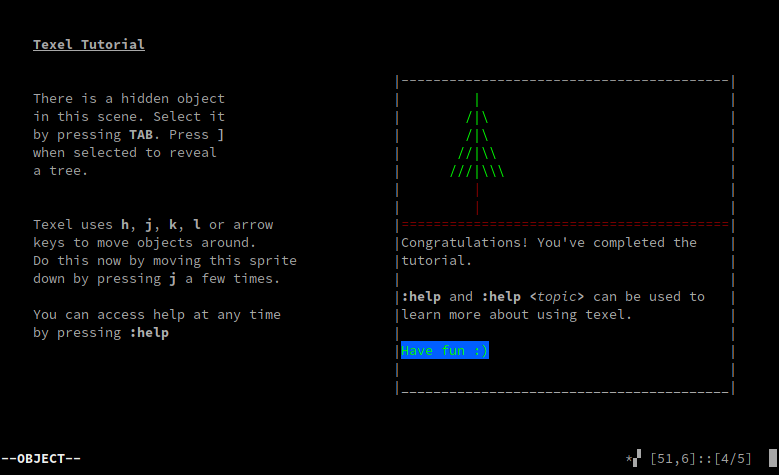 Texel Tutorial
There is a hidden object
in this scene. Select it
by pressing TAB. Press ]
when selected to reveal
a tree.
Texel uses h, j, k, l or arrow
keys to move objects around.
Do this now by moving this sprite
down by pressing j a few times.
You can access help at any time
by pressing :help
Congratulations! You've completed the
tutorial.
:help and :help <topic> can be used to
learn more about using texel.
Have fun :)
--OBJECT--
*▞ [51,6]::[4/5]